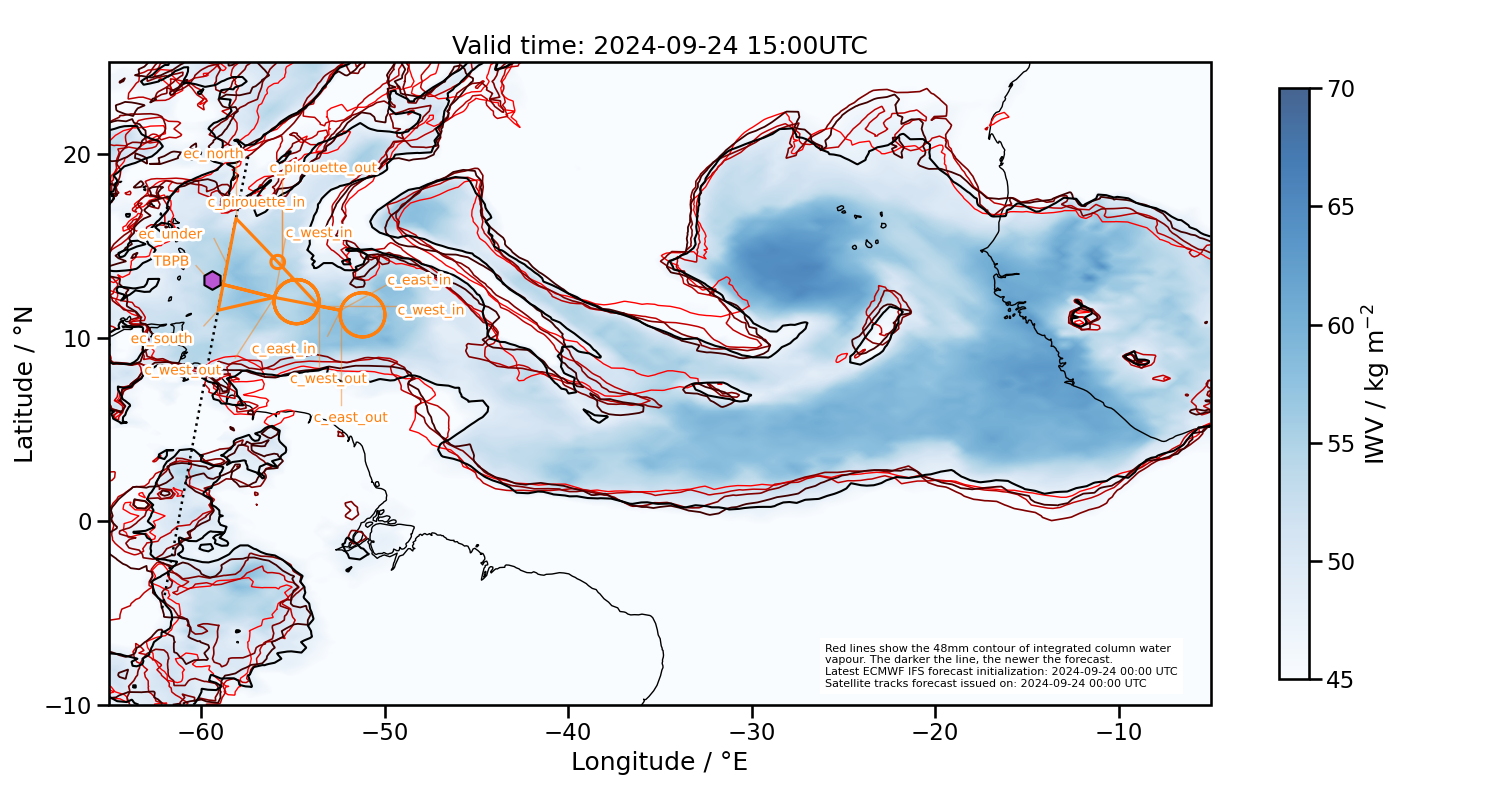 Valid time: 2024-09-24 15:00UTC
ec_north
c_pirouette_out
c_pirouette_in
ec_under
c_west_in
TBPB
c_east_in
c_west_in
ec_south
c_east_in
c_west_out
c_west_out
c_east_out
20
10
0
−10
Latitude / °N
−60
−50
−40
−30
−20
−10
Longitude / °E
Red lines show the 48mm contour of integrated column water
vapour. The darker the line, the newer the forecast.
Latest ECMWF IFS forecast initialization: 2024-09-24 00:00 UTC
Satellite tracks forecast issued on: 2024-09-24 00:00 UTC
70
65
60
55
50
45
IWV / kg m⁻²